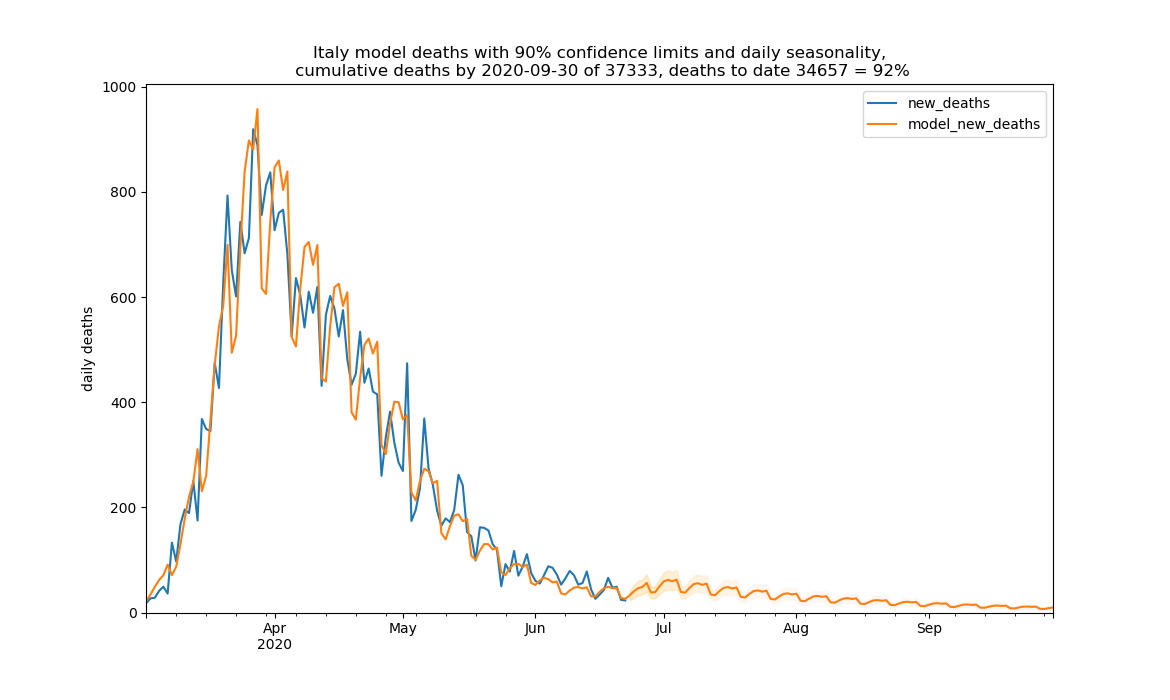 Italy model deaths with 90% confidence limits and daily seasonality,
cumulative deaths by 2020-09-30 of 37333, deaths to date 34657 = 92%
new_deaths
model_new_deaths
daily deaths
1000
800
600
400
200
0
Apr
2020
May
Jun
Jul
Aug
Sep